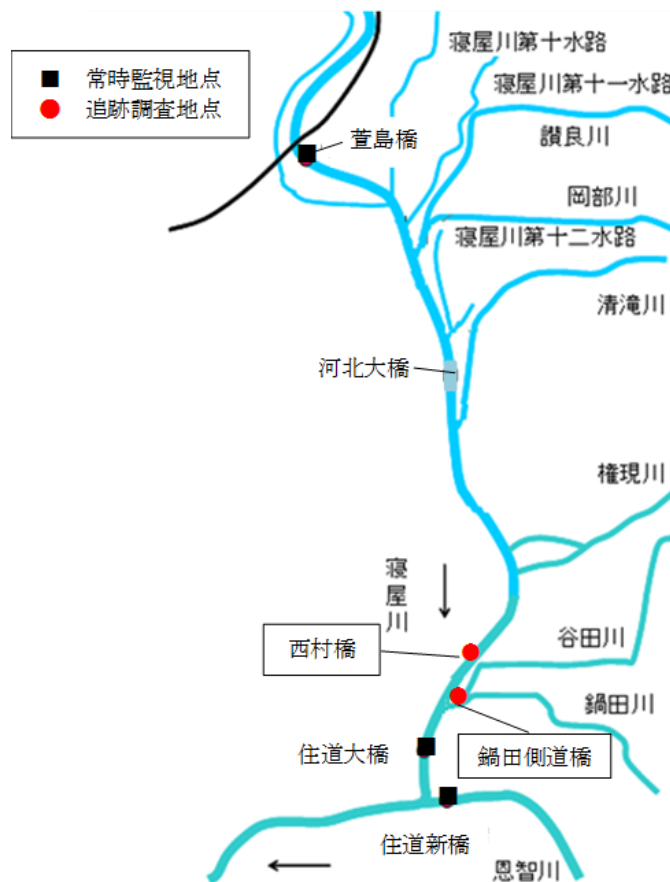 常時監視地点
追跡調査地点
寝屋川第十水路
寝屋川第十一水路
讃良川
萱島橋
岡部川
寝屋川第十二水路
清滝川
河北大橋
権現川
寝屋川
谷田川
西村橋
鍋田川
住道大橋
鍋田側道橋
住道新橋
恩智川